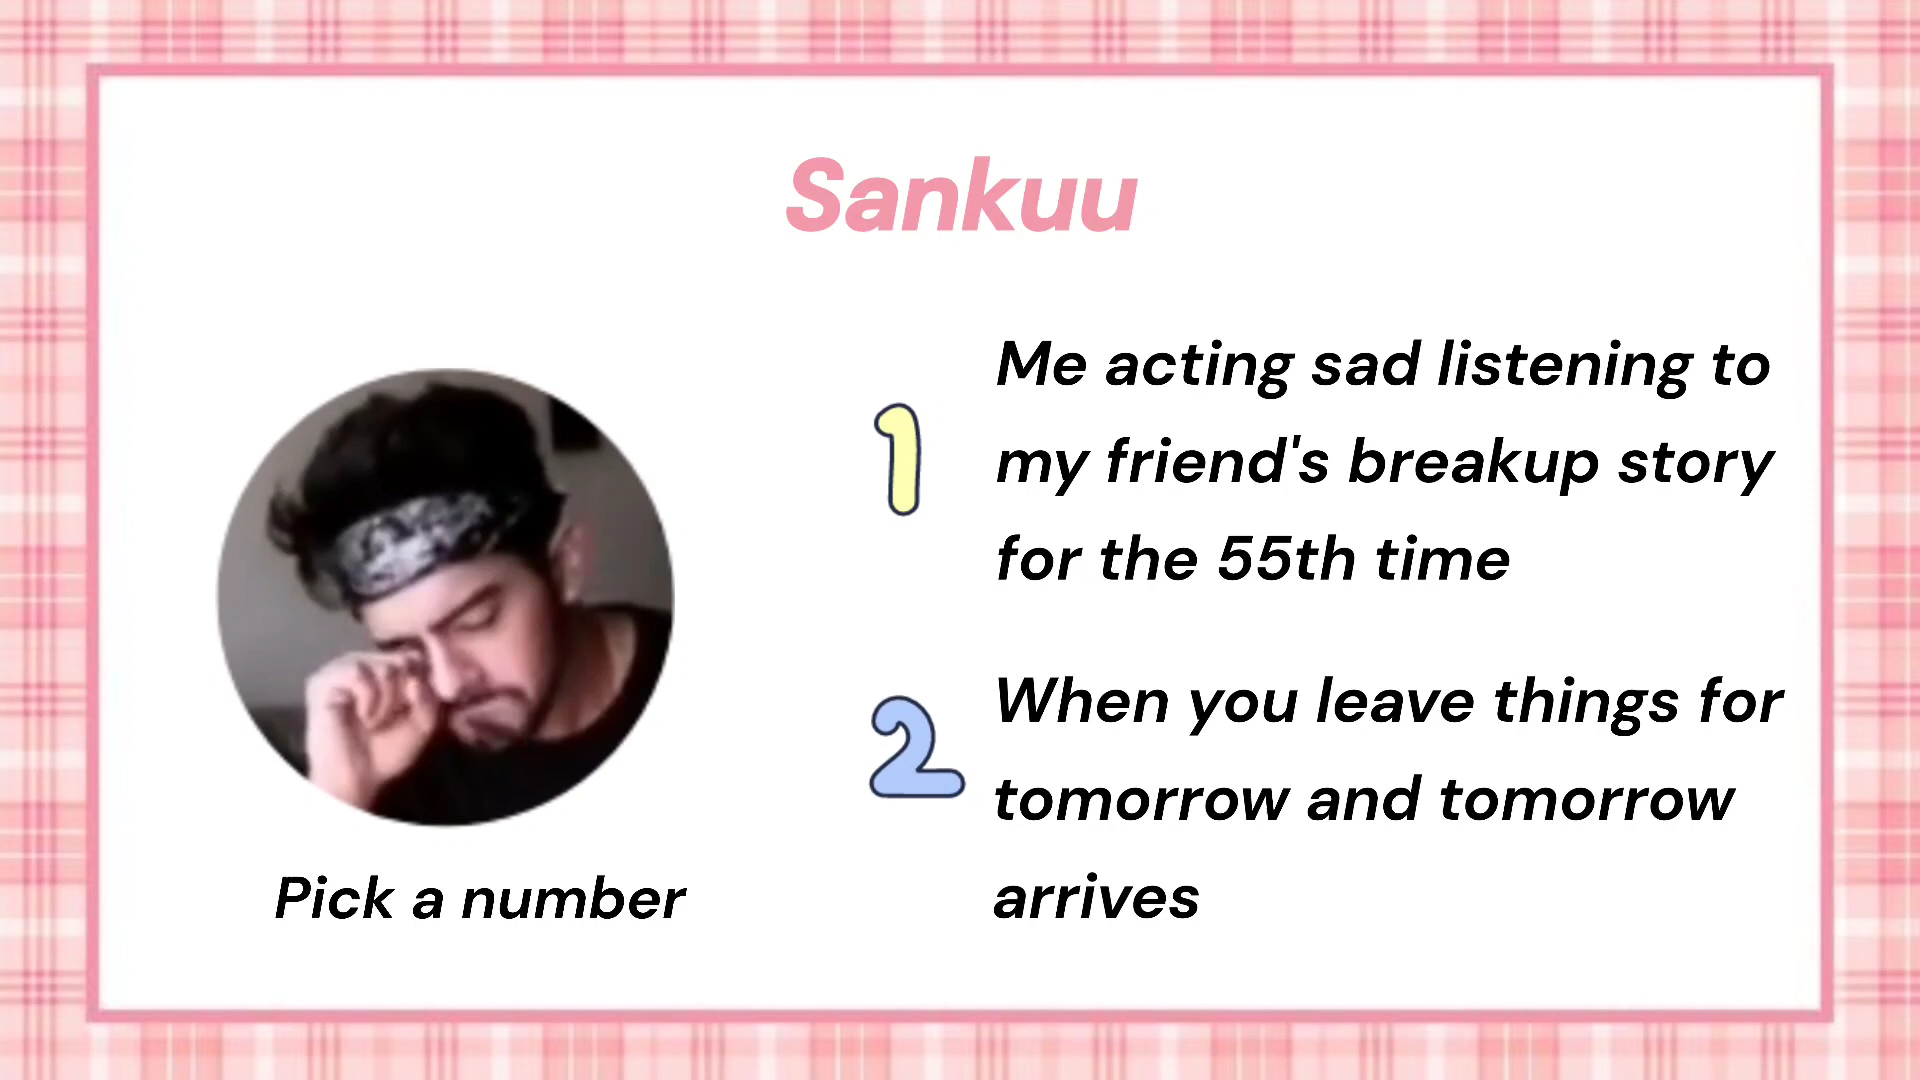 Sankuu
1
Me acting sad listening to
my friend's breakup story
for the 55th time
2
When you leave things for
tomorrow and tomorrow
arrives
Pick a number